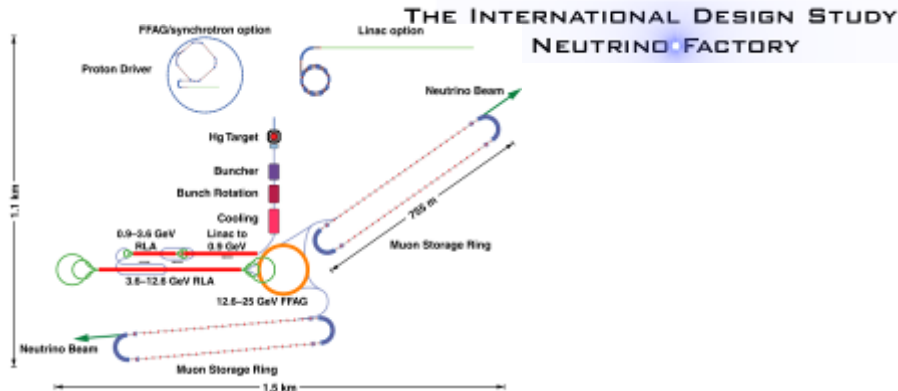 THE INTERNATIONAL DESIGN STUDY
NEUTRINO FACTORY
FFAG/synchrotron option
Linac option
Proton Driver
Neutrino Beam
Hg Target
Buncher
Bunch Rotation
Cooling
1.1 km
755 m
0.9–3.6 GeV
RLA
Linac to
0.9 GeV
Muon Storage Ring
3.6–12.6 GeV RLA
12.6–25 GeV FFAG
Neutrino Beam
Muon Storage Ring
1.5 km